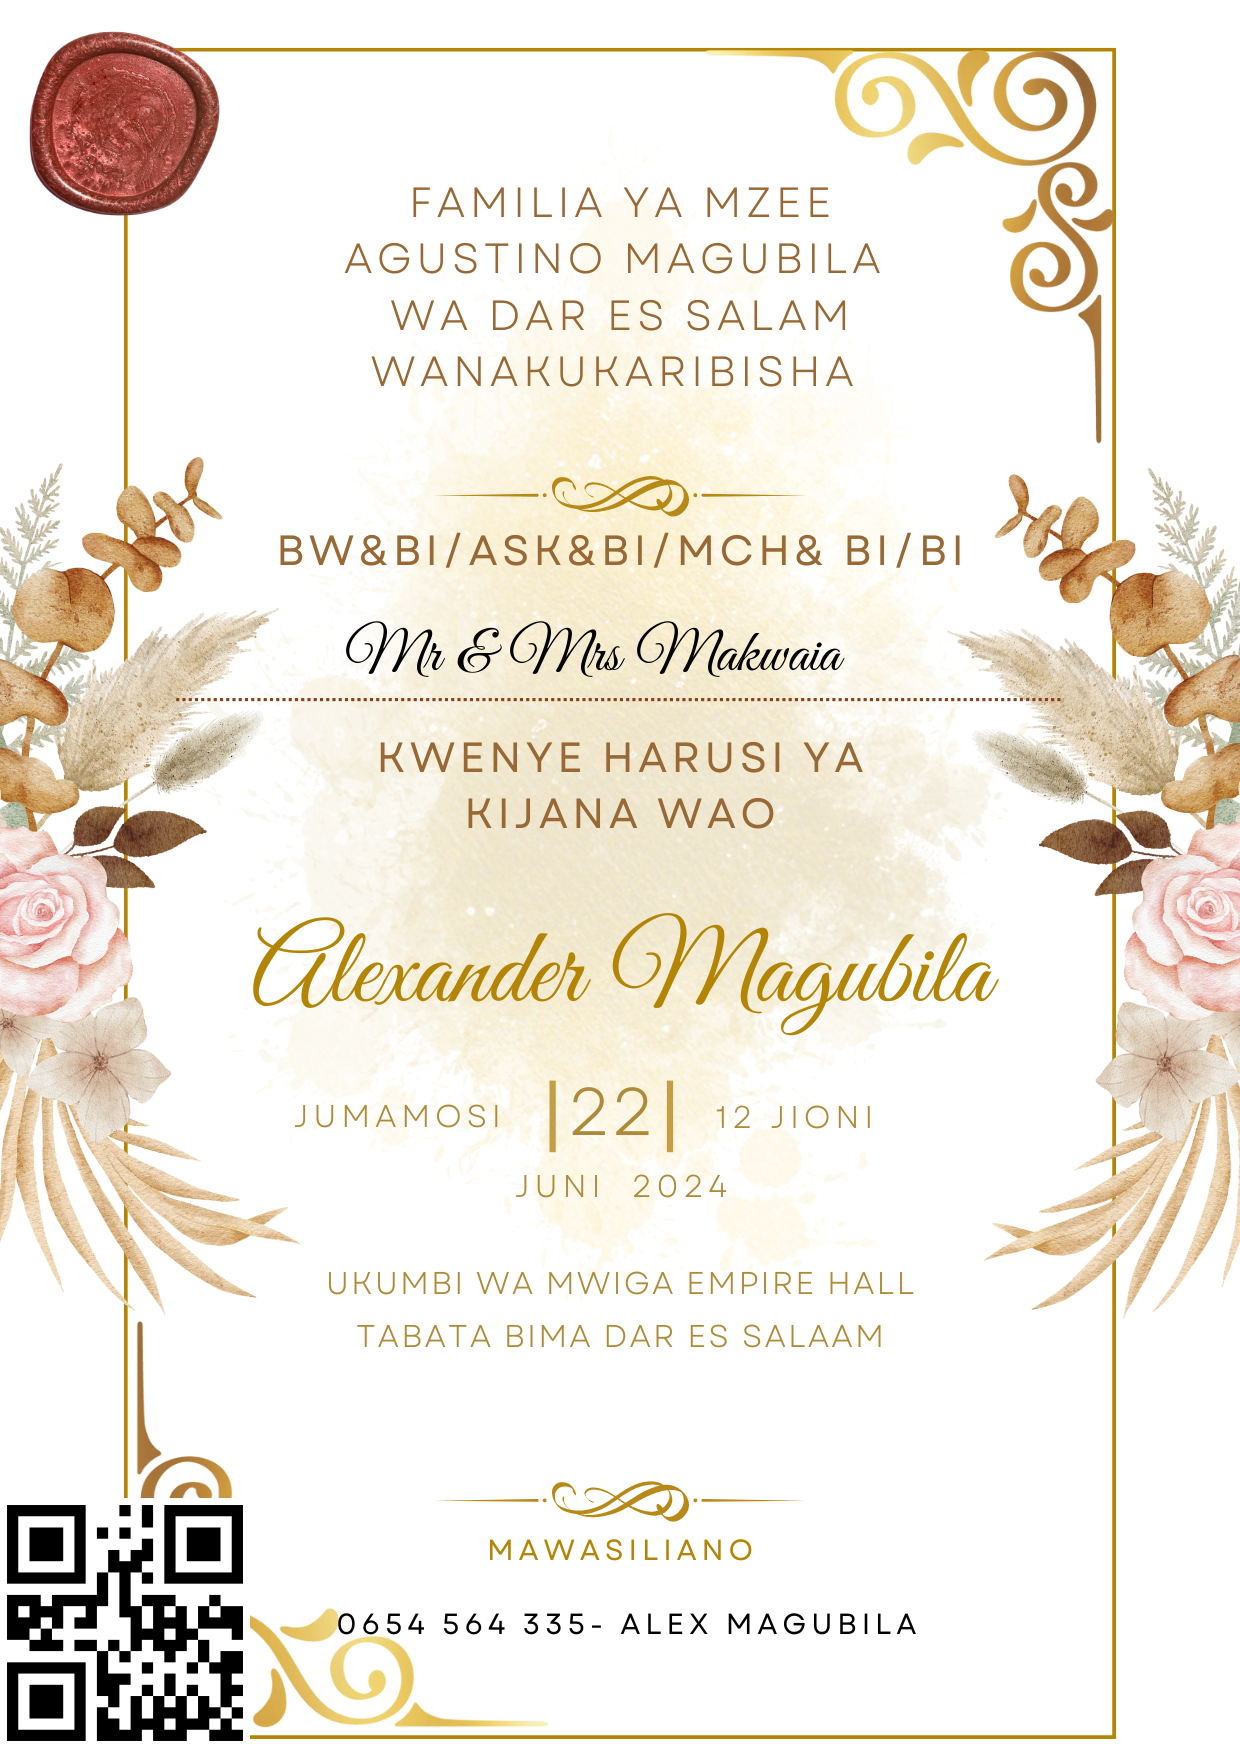 FAMILIA YA MZEE
AGUSTINO MAGUBILA
WA DAR ES SALAM
WANAKUKARIBISHA
BW&BI/ASK&BI/MCH& BI/BI
Mr & Mrs Makwaia
KWENYE HARUSI YA
KIJANA WAO
Alexander Magubila
JUMAMOSI |22| 12 JIONI
JUNI 2024
UKUMBI WA MWIGA EMPIRE HALL
TABATA BIMA DAR ES SALAAM
MAWASILIANO
0654 564 335- ALEX MAGUBILA